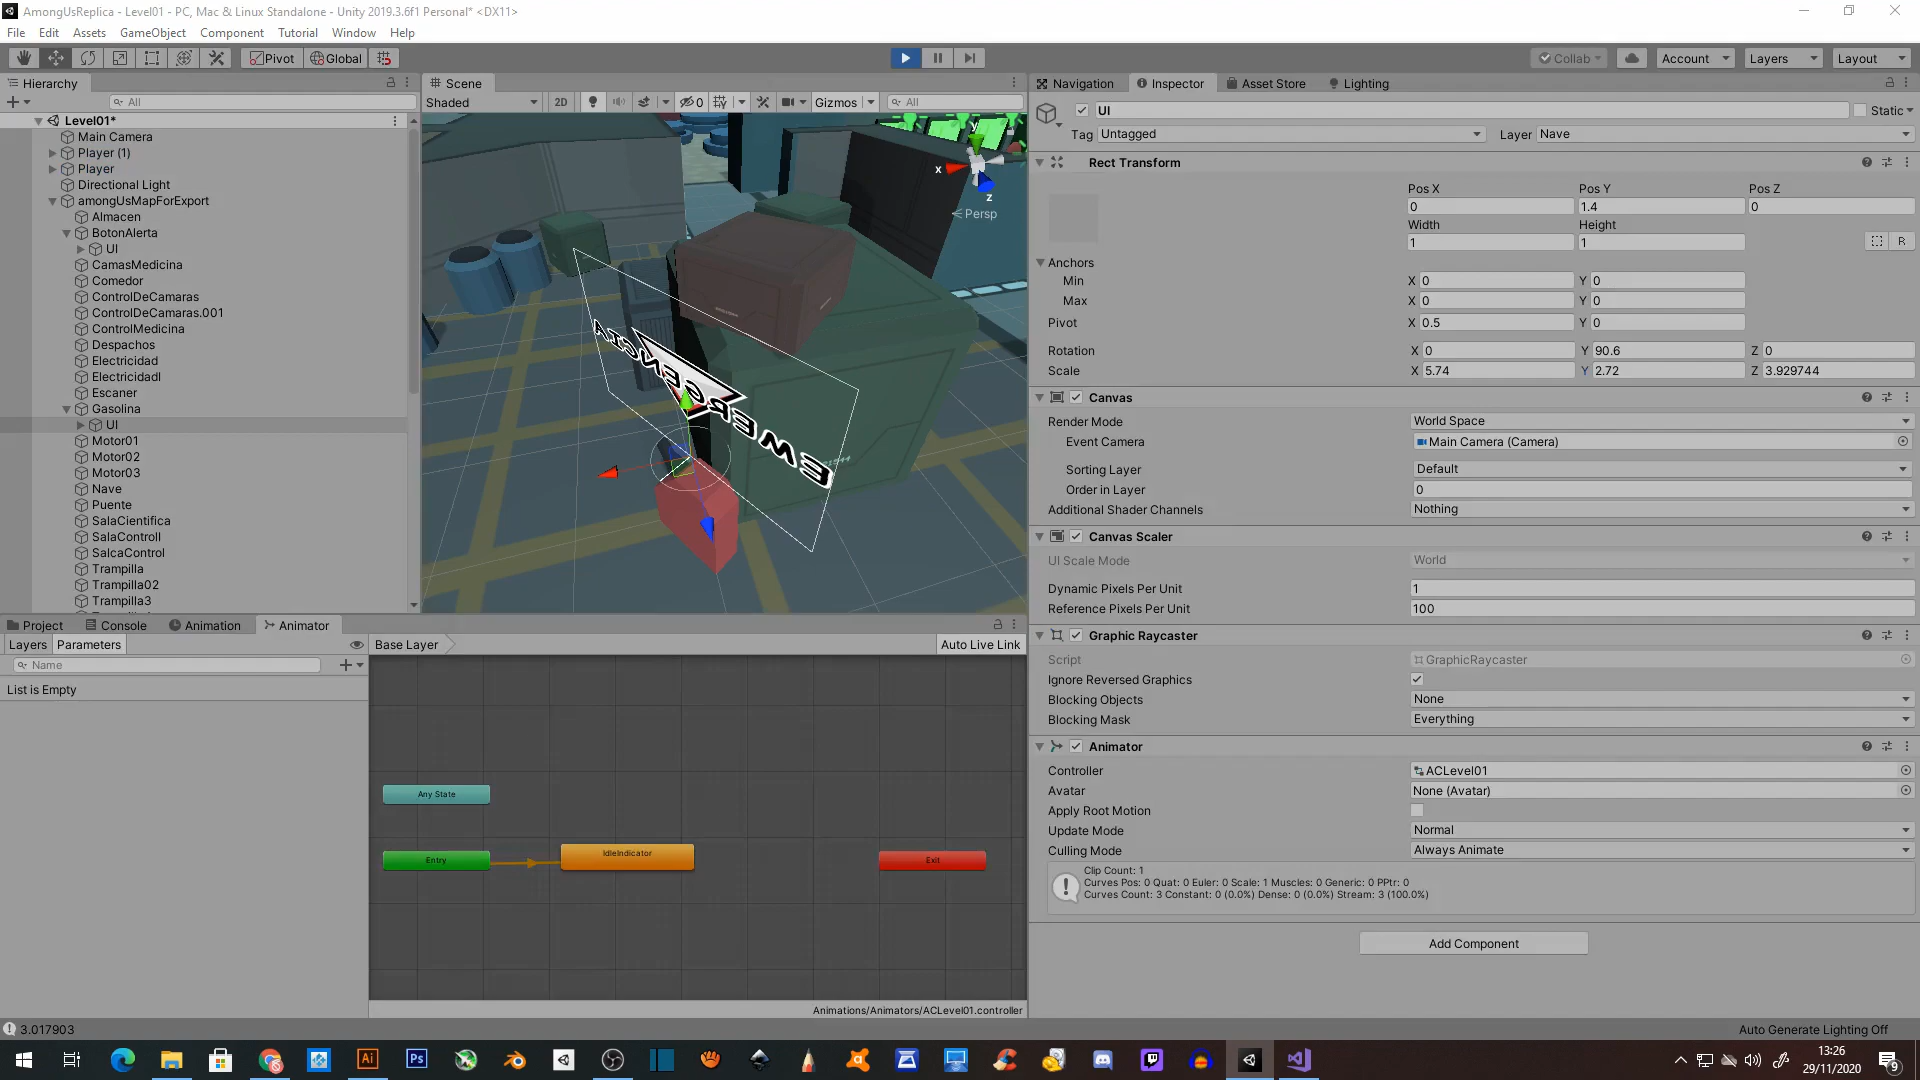 AmongUsReplica - Level01 - PC, Mac & Linux Standalone - Unity 2019.3.6f1 Personal* <DX11>
File Edit Assets GameObject Component Tutorial Window Help
Pivot Global Collab Account Layers Layout
Hierarchy
All
Level01*
Main Camera
Player (1)
Player
Directional Light
amongUsMapForExport
Almacen
BotonAlerta
UI
CamasMedicina
Comedor
ControlDeCamaras
ControlDeCamaras.001
ControlMedicina
Despachos
Electricidad
Electricidadl
Escaner
Gasolina
UI
Motor01
Motor02
Motor03
Nave
Puente
SalaCientifica
SalaControll
SalcaControl
Trampilla
Trampilla02
Trampilla3
Scene
Shaded 2D 0 Gizmos All
y
x
z
Persp
EMERGENCIA
Navigation Inspector Asset Store Lighting
UI Static
Tag Untagged Layer Nave
Rect Transform
Pos X Pos Y Pos Z
0 1.4 0
Width Height
1 1 R
Anchors
Min X 0 Y 0
Max X 0 Y 0
Pivot X 0.5 Y 0
Rotation X 0 Y 90.6 Z 0
Scale X 5.74 Y 2.72 Z 3.929744
Canvas
Render Mode World Space
Event Camera Main Camera (Camera)
Sorting Layer Default
Order in Layer 0
Additional Shader Channels Nothing
Canvas Scaler
UI Scale Mode World
Dynamic Pixels Per Unit 1
Reference Pixels Per Unit 100
Graphic Raycaster
Script GraphicRaycaster
Ignore Reversed Graphics
Blocking Objects None
Blocking Mask Everything
Animator
Controller ACLevel01
Avatar None (Avatar)
Apply Root Motion
Update Mode Normal
Culling Mode Always Animate
Clip Count: 1
Curves Pos: 0 Quat: 0 Euler: 0 Scale: 1 Muscles: 0 Generic: 0 PPtr: 0
Curves Count: 3 Constant: 0 (0.0%) Dense: 0 (0.0%) Stream: 3 (100.0%)
Add Component
Project Console Animation Animator
Layers Parameters Base Layer Auto Live Link
Name
List is Empty
Any State
Entry
IdleIndicator
Exit
Animations/Animators/ACLevel01.controller
3.017903 Auto Generate Lighting Off
Ai Ps
13:26
29/11/2020
9